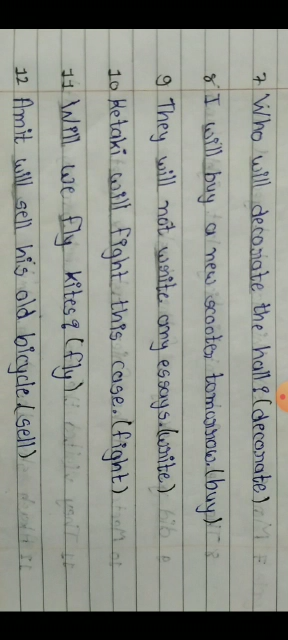 7 Who will decorate the hall? (decorate)
8 I will buy a new scooter tomorrow. (buy)
9 They will not write any essays. (write)
10 Ketaki will fight this case. (fight)
11 Will we fly kites? (fly)
12 Amit will sell his old bicycle. (sell)